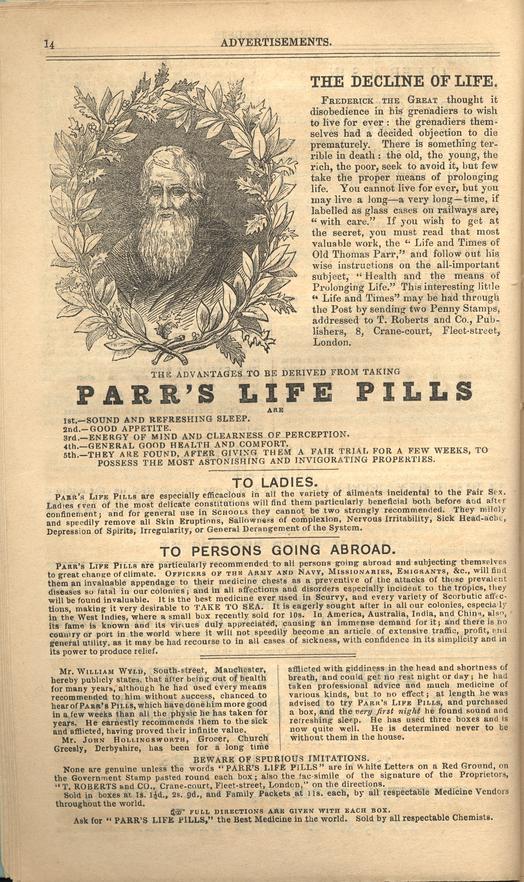 14
ADVERTISEMENTS.
THE DECLINE OF LIFE.
FREDERICK THE GREAT thought it
disobedience in his grenadiers to wish
to live for ever: the grenadiers them-
selves had a decided objection to die
prematurely. There is something ter-
rible in death: the old, the young, the
rich, the poor, seek to avoid it, but few
take the proper means of prolonging
life. You cannot live for ever, but you
may live a long—a very long—time, if
labelled as glass cases on railways are,
"with care." If you wish to get at
the secret, you must read that most
valuable work, the "Life and Times of
Old Thomas Parr," and follow out his
wise instructions on the all-important
subject, "Health and the means of
Prolonging Life." This interesting little
"Life and Times" may be had through
the Post by sending two Penny Stamps,
addressed to T. Roberts and Co., Pub-
lishers, 8, Crane-court, Fleet-street,
London.
THE ADVANTAGES TO BE DERIVED FROM TAKING
PARR'S LIFE PILLS
ARE
1st.—SOUND AND REFRESHING SLEEP.
2nd.—GOOD APPETITE.
3rd.—ENERGY OF MIND AND CLEARNESS OF PERCEPTION.
4th.—GENERAL GOOD HEALTH AND COMFORT.
5th.—THEY ARE FOUND, AFTER GIVING THEM A FAIR TRIAL FOR A FEW WEEKS, TO
POSSESS THE MOST ASTONISHING AND INVIGORATING PROPERTIES.
TO LADIES.
PARR'S LIFE PILLS are especially efficacious in all the variety of ailments incidental to the Fair Sex.
Ladies even of the most delicate constitutions will find them particularly beneficial both before and after
confinement; and for general use in SCHOOLS they cannot be two strongly recommended. They mildly
and speedily remove all Skin Eruptions, Sallowness of complexion, Nervous Irritability, Sick Head-ache,
Depression of Spirits, Irregularity, or General Derangement of the System.
TO PERSONS GOING ABROAD.
PARR'S LIFE PILLS are particularly recommended to all persons going abroad and subjecting themselves
to great change of climate. OFFICERS OF THE ARMY AND NAVY, MISSIONARIES, EMIGRANTS, &c., will find
them an invaluable appendage to their medicine chests as a preventive of the attacks of those prevalent
diseases so fatal in our colonies; and in all affections and disorders especially incident to the tropics, they
will be found invaluable. It is the best medicine ever used in Scurvy, and every variety of Scorbutic affec-
tions, making it very desirable to TAKE TO SEA. It is eagerly sought after in all our colonies, especially
in the West Indies, where a small box recently sold for 10s. In America, Australia, India, and China, also,
its fame is known and its virtues duly appreciated, causing an immense demand for it; and there is no
country or port in the world where it will not speedily become an article of extensive traffic, profit, and
general utility, as it may be had recourse to in all cases of sickness, with confidence in its simplicity and in
its power to produce relief.
Mr. WILLIAM WYLD, South-street, Manchester,
hereby publicly states, that after being out of health
for many years, although he had used every means
recommended to him without success, chanced to
hear of PARR'S PILLS, which have done him more good
in a few weeks than all the physic he has taken for
years. He earnestly recommends them to the sick
and afflicted, having proved their infinite value.
Mr. JOHN HOLLINGSWORTH, Grocer, Church
Greesly, Derbyshire, has been for a long time
afflicted with giddiness in the head and shortness of
breath, and could get no rest night or day; he had
taken professional advice and much medicine of
various kinds, but to no effect; at length he was
advised to try PARR'S LIFE PILLS, and purchased
a box, and the very first night he found sound and
refreshing sleep. He has used three boxes and is
now quite well. He is determined never to be
without them in the house.
BEWARE OF SPURIOUS IMITATIONS.
None are genuine unless the words "PARR'S LIFE PILLS" are in White Letters on a Red Ground, on
the Government Stamp pasted round each box; also the fac-simile of the signature of the Proprietors,
"T. ROBERTS and CO., Crane-court, Fleet-street, London," on the directions.
Sold in boxes at 1s. 1½d., 2s. 9d., and Family Packets at 11s. each, by all respectable Medicine Vendors
throughout the world.
☞ FULL DIRECTIONS ARE GIVEN WITH EACH BOX.
Ask for "PARR'S LIFE PILLS," the Best Medicine in the world. Sold by all respectable Chemists.